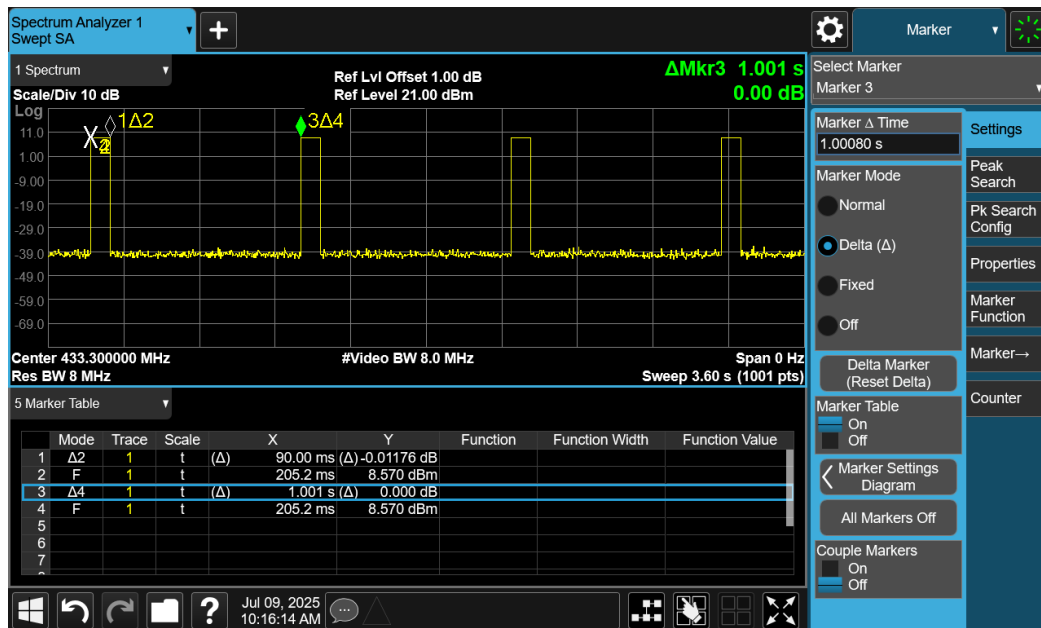 Spectrum Analyzer 1
Swept SA
+
Marker
1 Spectrum
Scale/Div 10 dB
Ref Lvl Offset 1.00 dB
Ref Level 21.00 dBm
ΔMkr3 1.001 s
0.00 dB
Log
11.0
1.00
-9.00
-19.0
-29.0
-39.0
-49.0
-59.0
-69.0
X
1Δ2
3Δ4
Center 433.300000 MHz
#Video BW 8.0 MHz
Span 0 Hz
Res BW 8 MHz
Sweep 3.60 s (1001 pts)
5 Marker Table
Mode Trace Scale X Y Function Function Width Function Value
1 Δ2 1 t (Δ) 90.00 ms (Δ) -0.01176 dB
2 F 1 t 205.2 ms 8.570 dBm
3 Δ4 1 t (Δ) 1.001 s (Δ) 0.000 dB
4 F 1 t 205.2 ms 8.570 dBm
5
6
7
?
Jul 09, 2025
10:16:14 AM
Select Marker
Marker 3
Marker Δ Time
1.00080 s
Marker Mode
Normal
Delta (Δ)
Fixed
Off
Delta Marker
(Reset Delta)
Marker Table
On
Off
Marker Settings
Diagram
All Markers Off
Couple Markers
On
Off
Settings
Peak
Search
Pk Search
Config
Properties
Marker
Function
Marker→
Counter